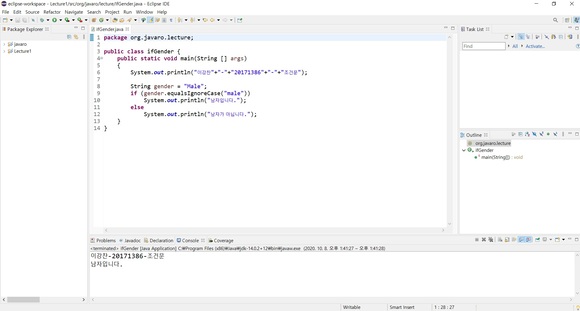 eclipse-workspace - Lecture1/src/org/javaro/lecture/ifGender.java - Eclipse IDE
File Edit Source Refactor Navigate Search Project Run Window Help
Package Explorer
javaro
Lecture1
ifGender.java
1 package org.javaro.lecture;
2
3 public class ifGender {
4 public static void main(String [] args)
5 {
6 System.out.println("이강찬"+"-"+"20171386"+"-"+"조건문");
7
8 String gender = "Male";
9 if (gender.equalsIgnoreCase("male"))
10 System.out.println("남자입니다.");
11 else
12 System.out.println("남자가 아닙니다.");
13 }
14 }
Task List
Find
All
Activate...
Outline
org.javaro.lecture
ifGender
main(String[]) : void
Problems Javadoc Declaration Console Coverage
<terminated> ifGender [Java Application] C:#Program Files (x86)#Java#jdk-14.0.2+12#bin#javaw.exe (2020. 10. 8. 오후 1:41:27 – 오후 1:41:28)
이강찬-20171386-조건문
남자입니다.
Writable
Smart Insert
1 : 28 : 27